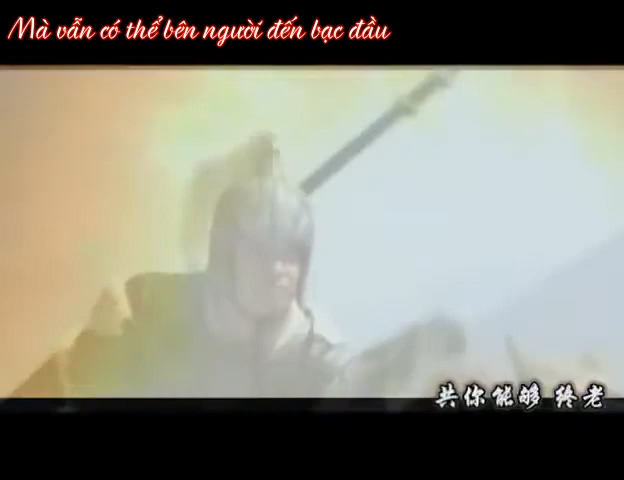 Mà vẫn có thể bên người đến bạc đầu
共你能够 终老